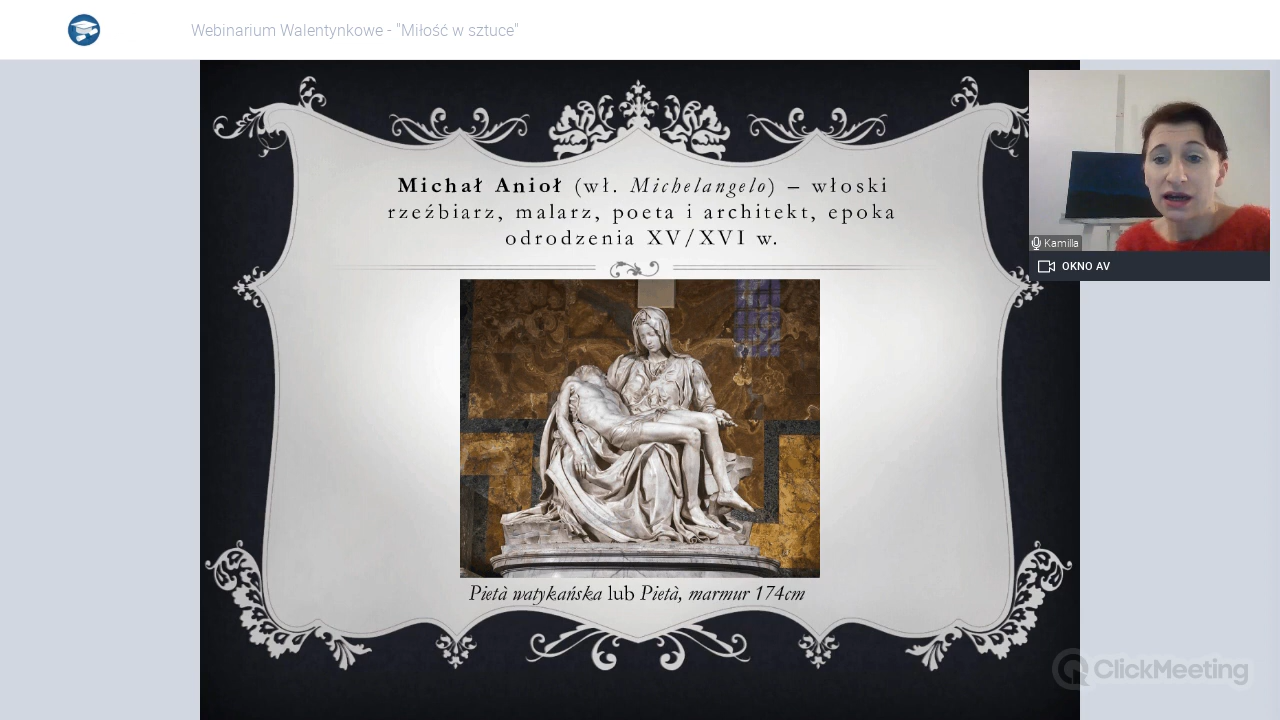 Webinarium Walentynkowe - "Miłość w sztuce"
Michał Anioł (wł. Michelangelo) – włoski
rzeźbiarz, malarz, poeta i architekt, epoka
odrodzenia XV/XVI w.
Kamilla
OKNO AV
Pietà watykańska lub Pietà, marmur 174cm
ClickMeeting